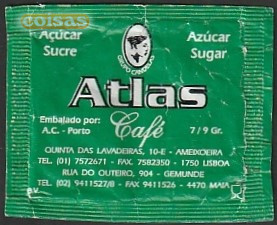 coisas
Açúcar Azúcar
Sucre Sugar
Atlas
Embalado por: Café 7/9 Gr.
A.C. - Porto
QUINTA DAS LAVADEIRAS, 10-E - AMEIXOEIRA
TEL. (01) 7572671 - FAX. 7582350 - 1750 LISBOA
RUA DO OUTEIRO, 904 - GEMUNDE
TEL. (02) 9411527/8 - FAX 9411526 - 4470 MAIA